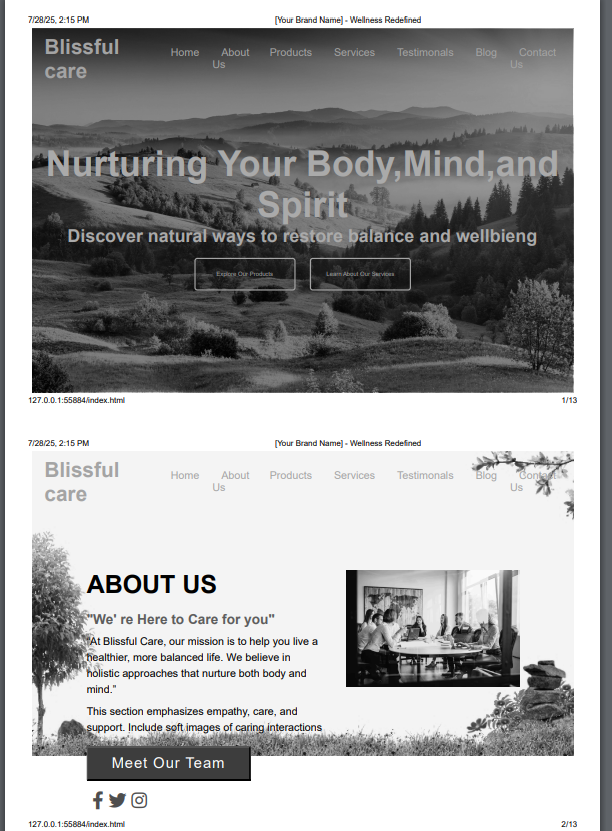 7/28/25, 2:15 PM [Your Brand Name] - Wellness Redefined
Blissful care
Home About Us Products Services Testimonials Blog Contact Us
Nurturing Your Body,Mind,and
Spirit
Discover natural ways to restore balance and wellbieng
Explore Our Products Learn About Our Services
127.0.0.1:55884/index.html 1/13
7/28/25, 2:15 PM [Your Brand Name] - Wellness Redefined
Blissful care
Home About Us Products Services Testimonials Blog Contact Us
ABOUT US
"We' re Here to Care for you"
"At Blissful Care, our mission is to help you live a
healthier, more balanced life. We believe in
holistic approaches that nurture both body and
mind."
This section emphasizes empathy, care, and
support. Include soft images of caring interactions
Meet Our Team
127.0.0.1:55884/index.html 2/13